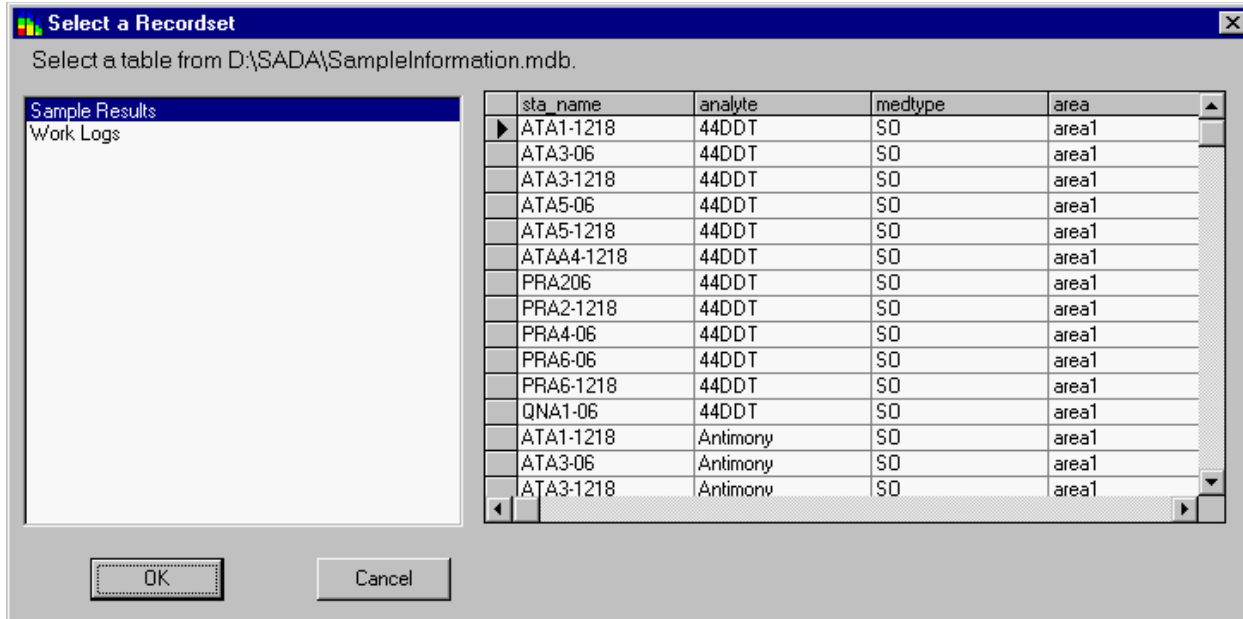 Select a Recordset
Select a table from D:\SADA\SampleInformation.mdb.
Sample Results
Work Logs
sta_name analyte medtype area
ATA1-1218 44DDT SO area1
ATA3-06 44DDT SO area1
ATA3-1218 44DDT SO area1
ATA5-06 44DDT SO area1
ATA5-1218 44DDT SO area1
ATAA4-1218 44DDT SO area1
PRA206 44DDT SO area1
PRA2-1218 44DDT SO area1
PRA4-06 44DDT SO area1
PRA6-06 44DDT SO area1
PRA6-1218 44DDT SO area1
QNA1-06 44DDT SO area1
ATA1-1218 Antimony SO area1
ATA3-06 Antimony SO area1
ATA3-1218 Antimony SO area1
OK Cancel